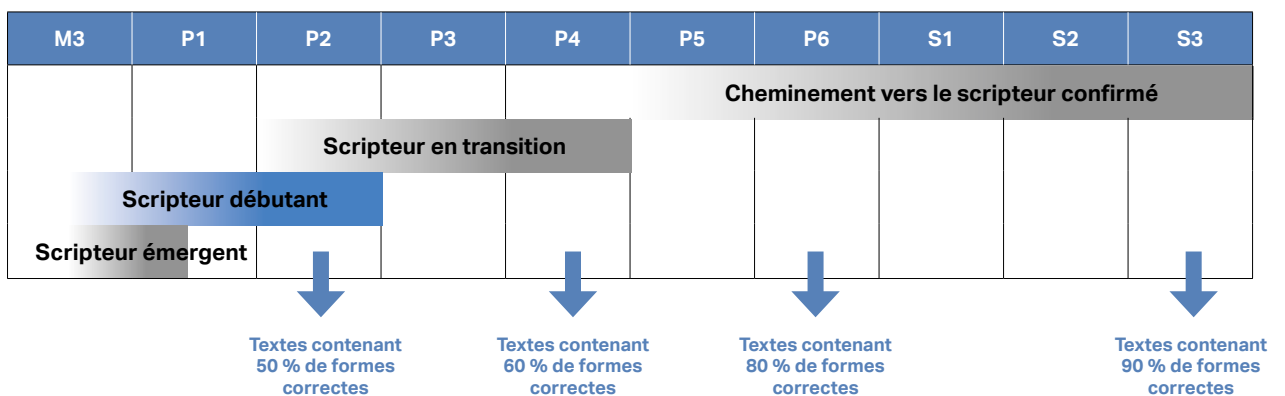 M3 P1 P2 P3 P4 P5 P6 S1 S2 S3
Cheminement vers le scripteur confirmé
Scripteur en transition
Scripteur débutant
Scripteur émergent
Textes contenant
50 % de formes
correctes
Textes contenant
60 % de formes
correctes
Textes contenant
80 % de formes
correctes
Textes contenant
90 % de formes
correctes